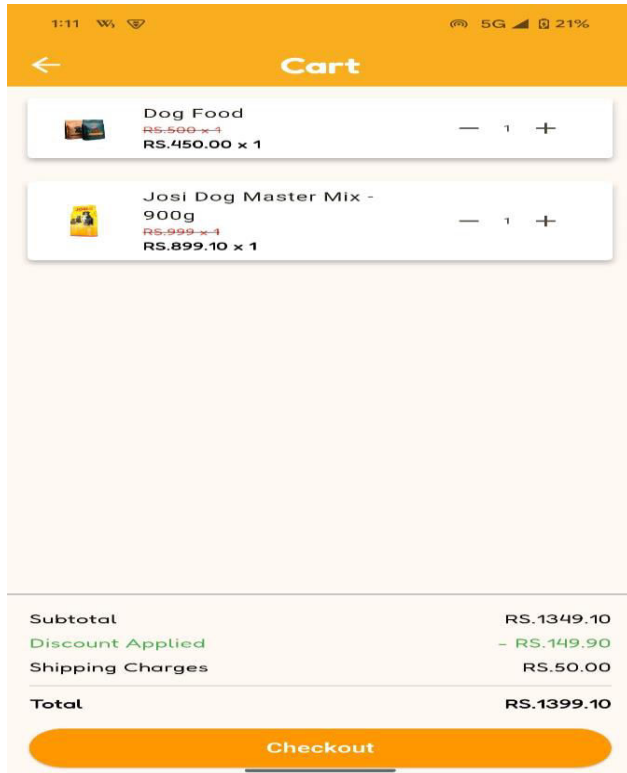 1:11 5G 21%
Cart
Dog Food
RS.500 x 1
RS.450.00 x 1
1
Josi Dog Master Mix -
900g
RS.999 x 1
RS.899.10 x 1
1
Subtotal RS.1349.10
Discount Applied - RS.149.90
Shipping Charges RS.50.00
Total RS.1399.10
Checkout